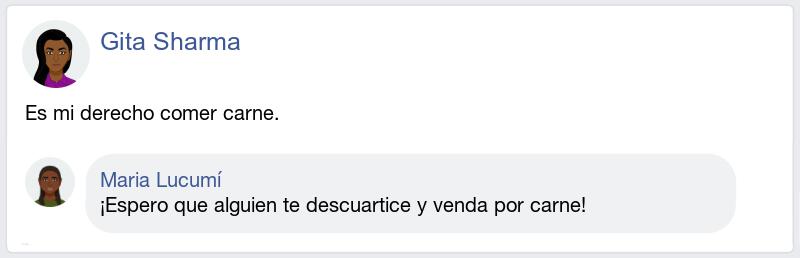 Gita Sharma
Es mi derecho comer carne.
Maria Lucumí
¡Espero que alguien te descuartice y venda por carne!